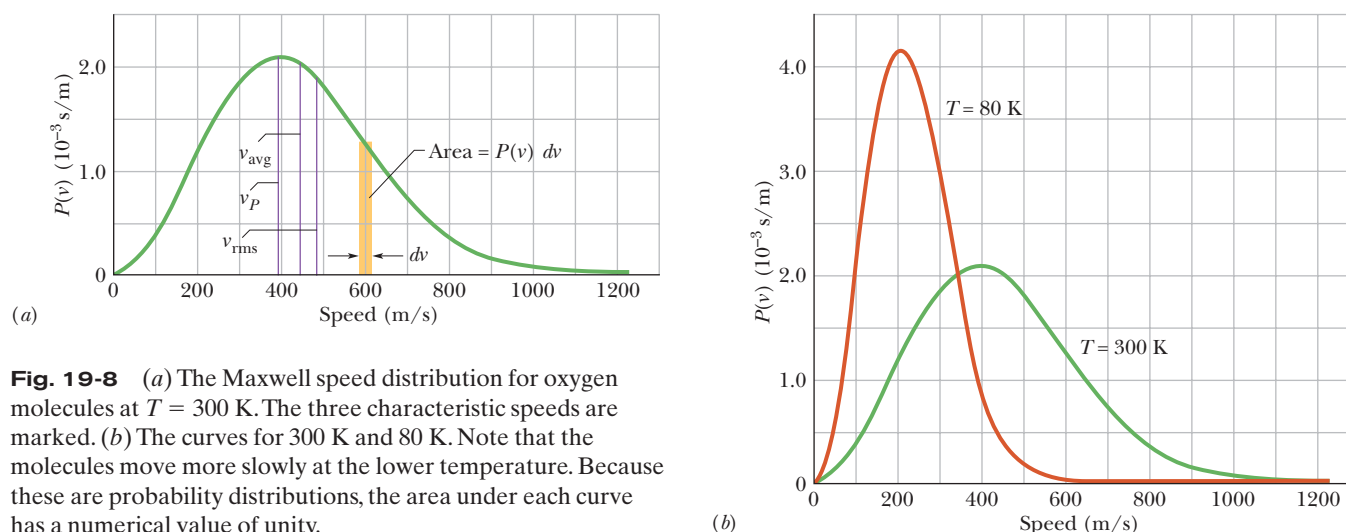 2.0
1.0
0
P(v) (10⁻³ s/m)
v_avg
v_P
v_rms
Area = P(v) dv
dv
0 200 400 600 800 1000 1200
Speed (m/s)
(a)
4.0
3.0
2.0
1.0
0
P(v) (10⁻³ s/m)
T = 80 K
T = 300 K
0 200 400 600 800 1000 1200
Speed (m/s)
(b)
Fig. 19-8 (a) The Maxwell speed distribution for oxygen
molecules at T = 300 K. The three characteristic speeds are
marked. (b) The curves for 300 K and 80 K. Note that the
molecules move more slowly at the lower temperature. Because
these are probability distributions, the area under each curve
has a numerical value of unity.